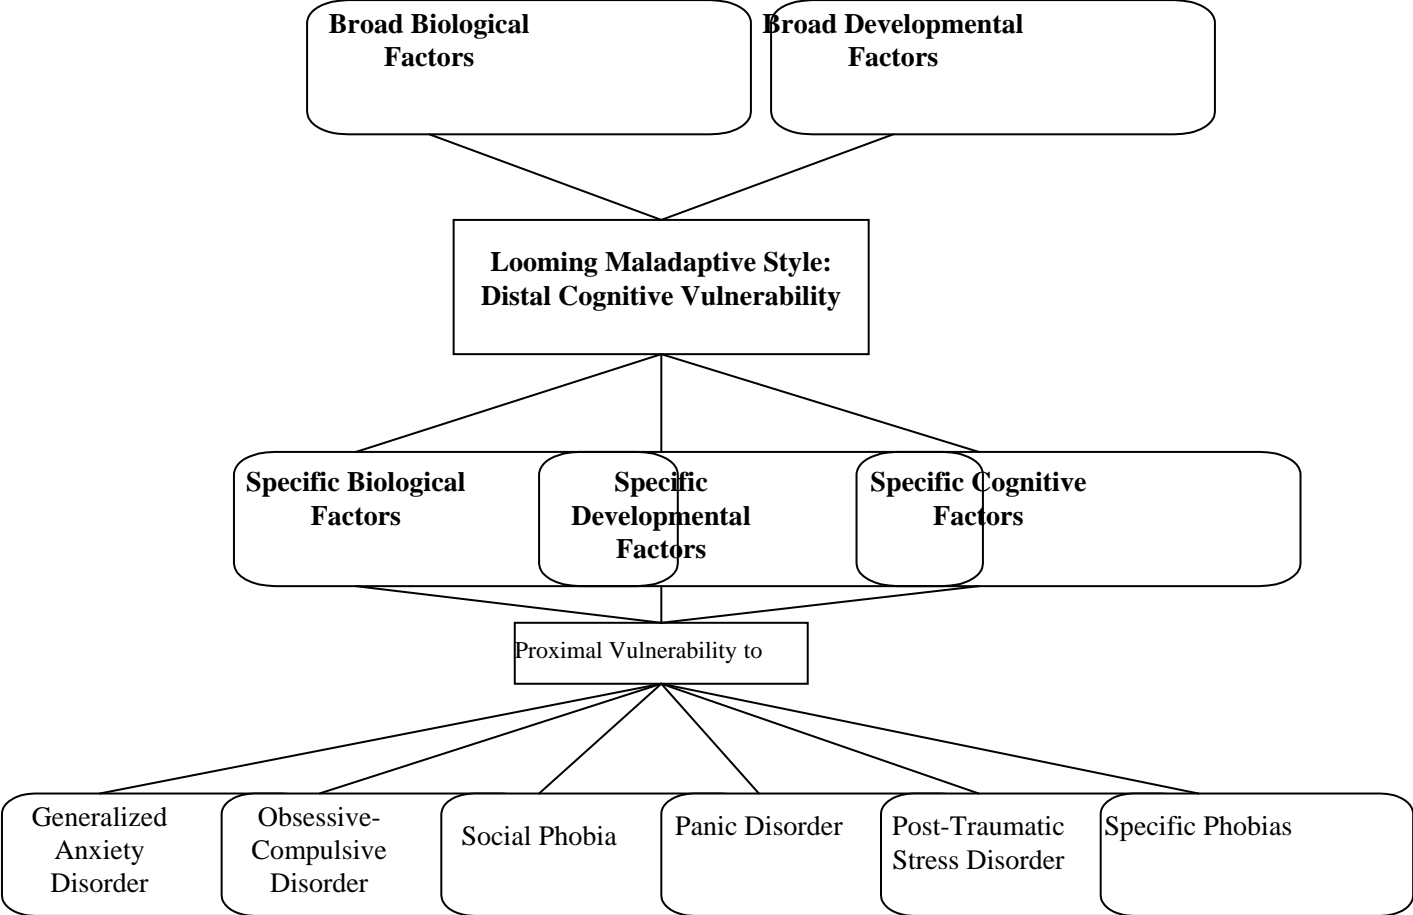 Broad Biological
Factors
Broad Developmental
Factors
Looming Maladaptive Style:
Distal Cognitive Vulnerability
Specific Biological
Factors
Specific
Developmental
Factors
Specific Cognitive
Factors
Proximal Vulnerability to
Generalized
Anxiety
Disorder
Obsessive-
Compulsive
Disorder
Social Phobia
Panic Disorder
Post-Traumatic
Stress Disorder
Specific Phobias